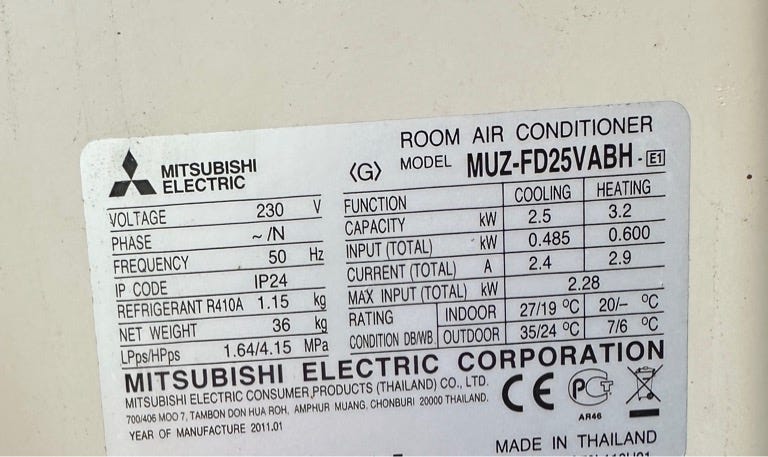 ROOM AIR CONDITIONER
MITSUBISHI
ELECTRIC
⟨G⟩ MODEL MUZ-FD25VABH - E1
VOLTAGE 230 V
PHASE ~ /N
FREQUENCY 50 Hz
IP CODE IP24
REFRIGERANT R410A 1.15 kg
NET WEIGHT 36 kg
LPps/HPps 1.64/4.15 MPa
FUNCTION COOLING HEATING
CAPACITY kW 2.5 3.2
INPUT (TOTAL) kW 0.485 0.600
CURRENT (TOTAL) A 2.4 2.9
MAX INPUT (TOTAL) kW 2.28
RATING INDOOR 27/19 ºC 20/– ºC
CONDITION DB/WB. OUTDOOR 35/24 ºC 7/6 ºC
MITSUBISHI ELECTRIC CORPORATION
MITSUBISHI ELECTRIC CONSUMER,PRODUCTS (THAILAND) CO., LTD.
700/406 MOO 7, TAMBON DON HUA ROH, AMPHUR MUANG, CHONBURI 20000 THAILAND.
YEAR OF MANUFACTURE 2011.01
CE
PCT
AR46
MADE IN THAILAND